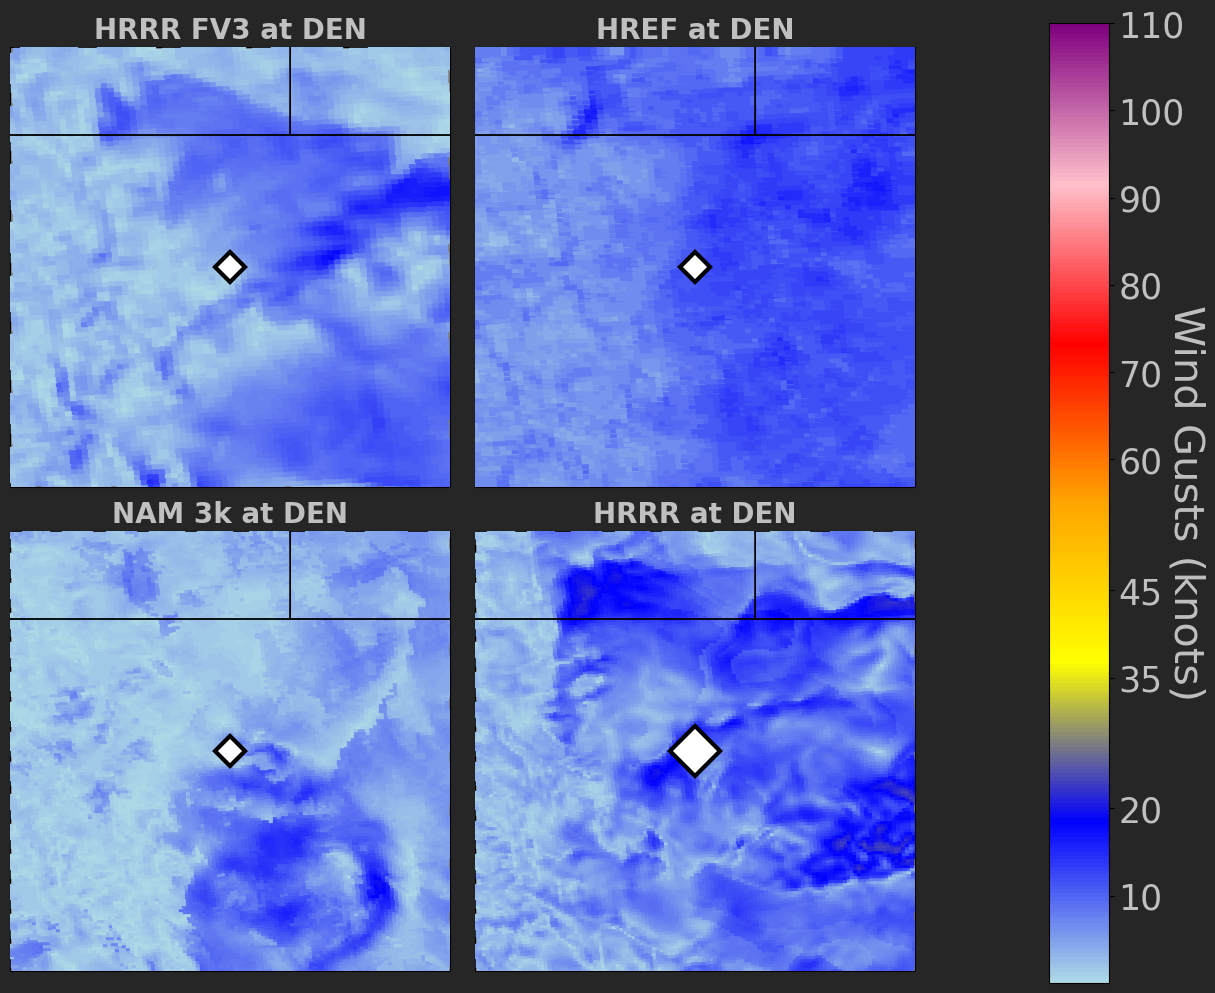 HRRR FV3 at DEN
HREF at DEN
NAM 3k at DEN
HRRR at DEN
110
100
90
80
70
60
45
35
20
10
Wind Gusts (knots)